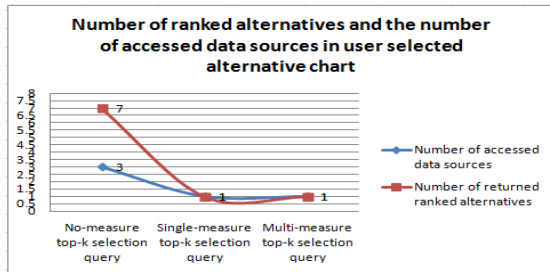 Number of ranked alternatives and the number
of accessed data sources in user selected
alternative chart
8
7.5
7
6.5
6
5.5
5
4.5
4
3.5
3
2.5
2
1.5
1
0.5
0
7
3
1
1
No-measure
top-k selection
query
Single-measure
top-k selection
query
Multi-measure
top-k selection
query
Number of accessed
data sources
Number of returned
ranked alternatives